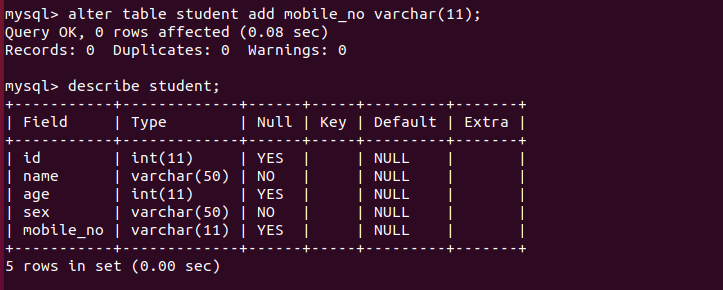 mysql> alter table student add mobile_no varchar(11);
Query OK, 0 rows affected (0.08 sec)
Records: 0  Duplicates: 0  Warnings: 0

mysql> describe student;
+-----------+-------------+------+-----+---------+-------+
| Field     | Type        | Null | Key | Default | Extra |
+-----------+-------------+------+-----+---------+-------+
| id        | int(11)     | YES  |     | NULL    |       |
| name      | varchar(50) | NO   |     | NULL    |       |
| age       | int(11)     | YES  |     | NULL    |       |
| sex       | varchar(50) | NO   |     | NULL    |       |
| mobile_no | varchar(11) | YES  |     | NULL    |       |
+-----------+-------------+------+-----+---------+-------+
5 rows in set (0.00 sec)